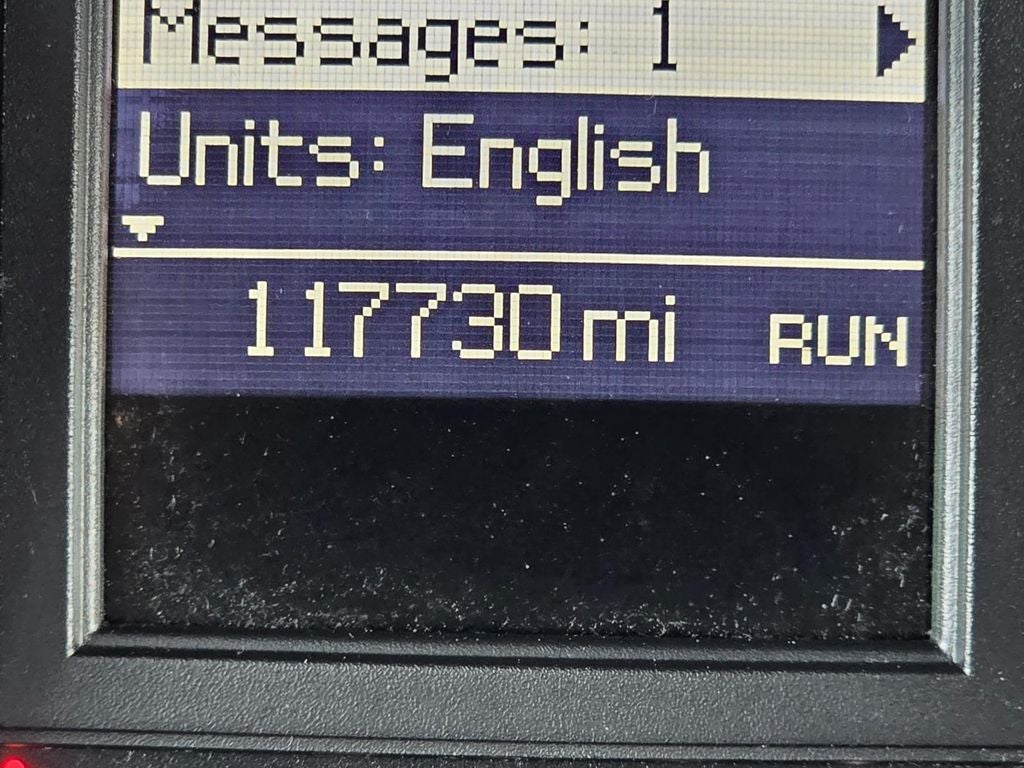 Messages: 1
Units: English
117730 mi RUN